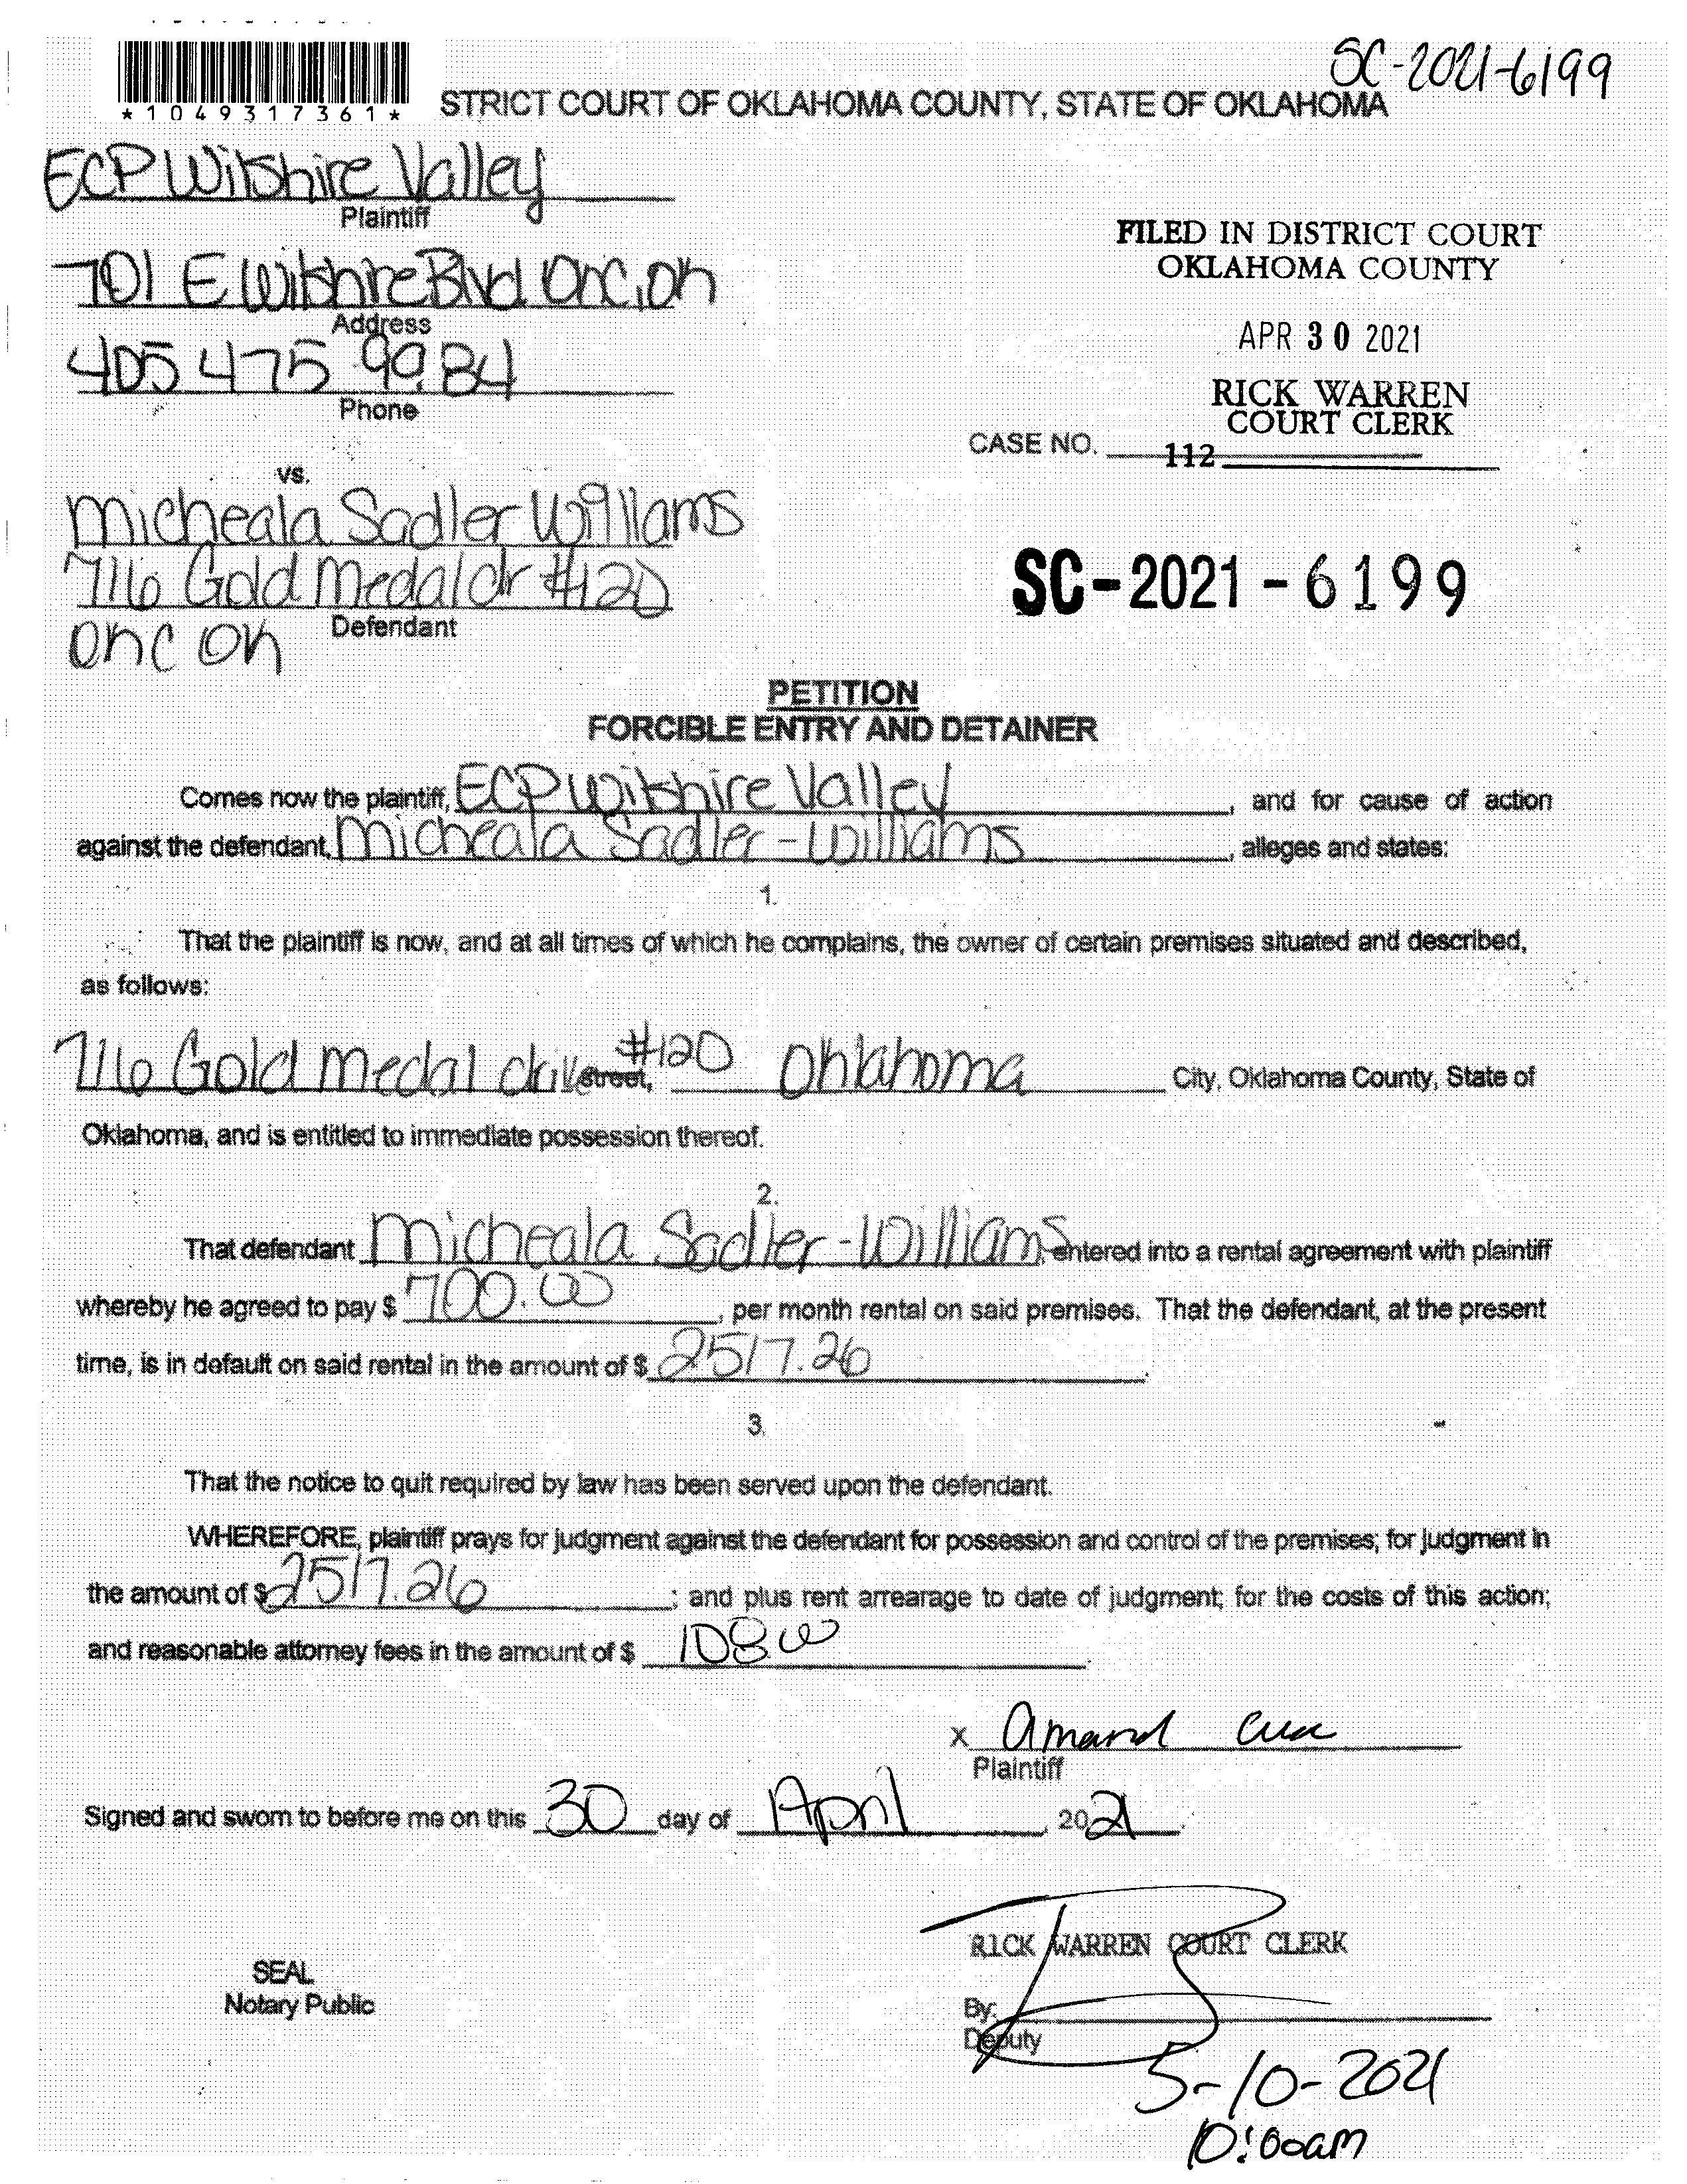 SC-2021-6199
*1049317361*
STRICT COURT OF OKLAHOMA COUNTY, STATE OF OKLAHOMA
ECP Wilshire Valley
Plaintiff
701 E Wilshire Blvd OKC, OK
Address
405 475 9984
Phone
FILED IN DISTRICT COURT
OKLAHOMA COUNTY
APR 30 2021
RICK WARREN
COURT CLERK
CASE NO. 112
vs.
Micheala Sadler Williams
716 Gold Medal dr #120
Defendant
OKC OK
SC-2021-6199
PETITION
FORCIBLE ENTRY AND DETAINER
Comes now the plaintiff, ECP Wilshire Valley, and for cause of action
against the defendant, Micheala Sadler-Williams, alleges and states:
1.
That the plaintiff is now, and at all times of which he complains, the owner of certain premises situated and described,
as follows:
716 Gold Medal drive street, #120 Oklahoma City, Oklahoma County, State of
Oklahoma, and is entitled to immediate possession thereof.
2.
That defendant Micheala Sadler-Williams, entered into a rental agreement with plaintiff
whereby he agreed to pay $ 700.00, per month rental on said premises. That the defendant, at the present
time, is in default on said rental in the amount of $ 2517.26.
3.
That the notice to quit required by law has been served upon the defendant.
WHEREFORE, plaintiff prays for judgment against the defendant for possession and control of the premises; for judgment in
the amount of $ 2517.26; and plus rent arrearage to date of judgment; for the costs of this action;
and reasonable attorney fees in the amount of $ 108.00.
x Amand
Plaintiff
Signed and sworn to before me on this 30 day of April, 2021.
RICK WARREN COURT CLERK
SEAL
Notary Public
By:
Deputy
5-10-2021
10:00am